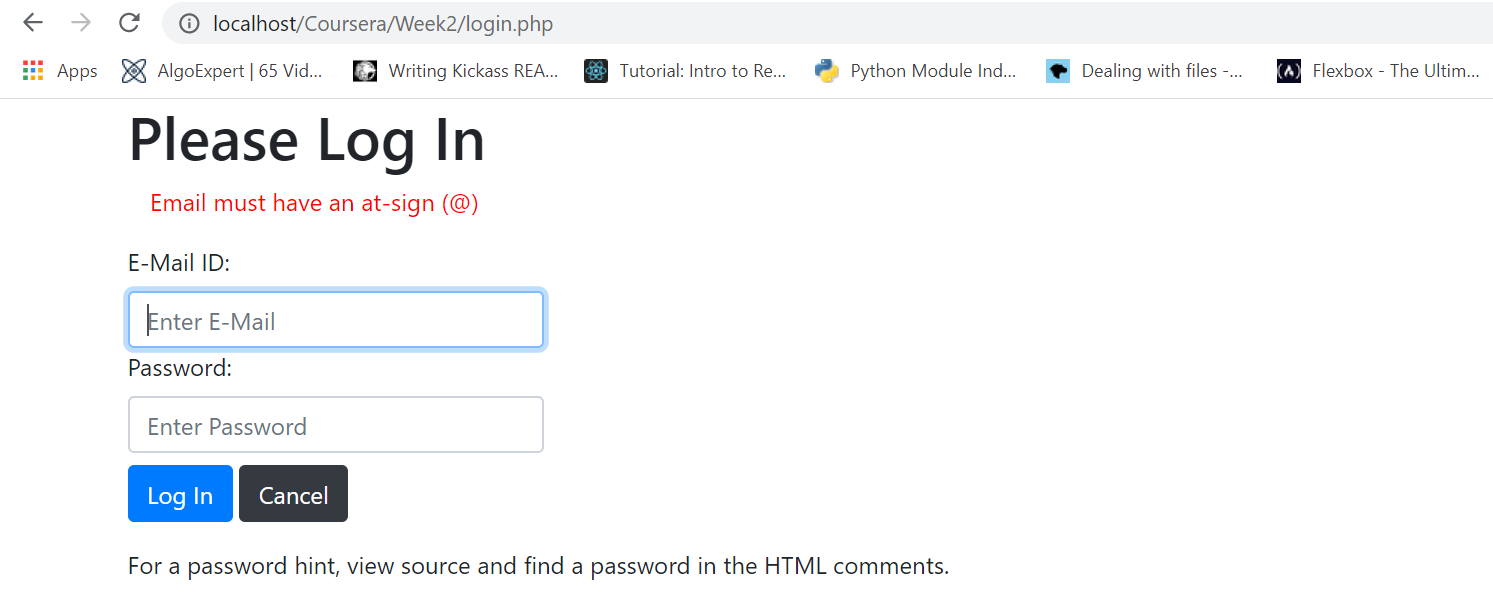 localhost/Coursera/Week2/login.php
Apps AlgoExpert | 65 Vid... Writing Kickass REA... Tutorial: Intro to Re... Python Module Ind... Dealing with files -... (A) Flexbox - The Ultim...
Please Log In
Email must have an at-sign (@)
E-Mail ID:
Enter E-Mail
Password:
Enter Password
Log In Cancel
For a password hint, view source and find a password in the HTML comments.